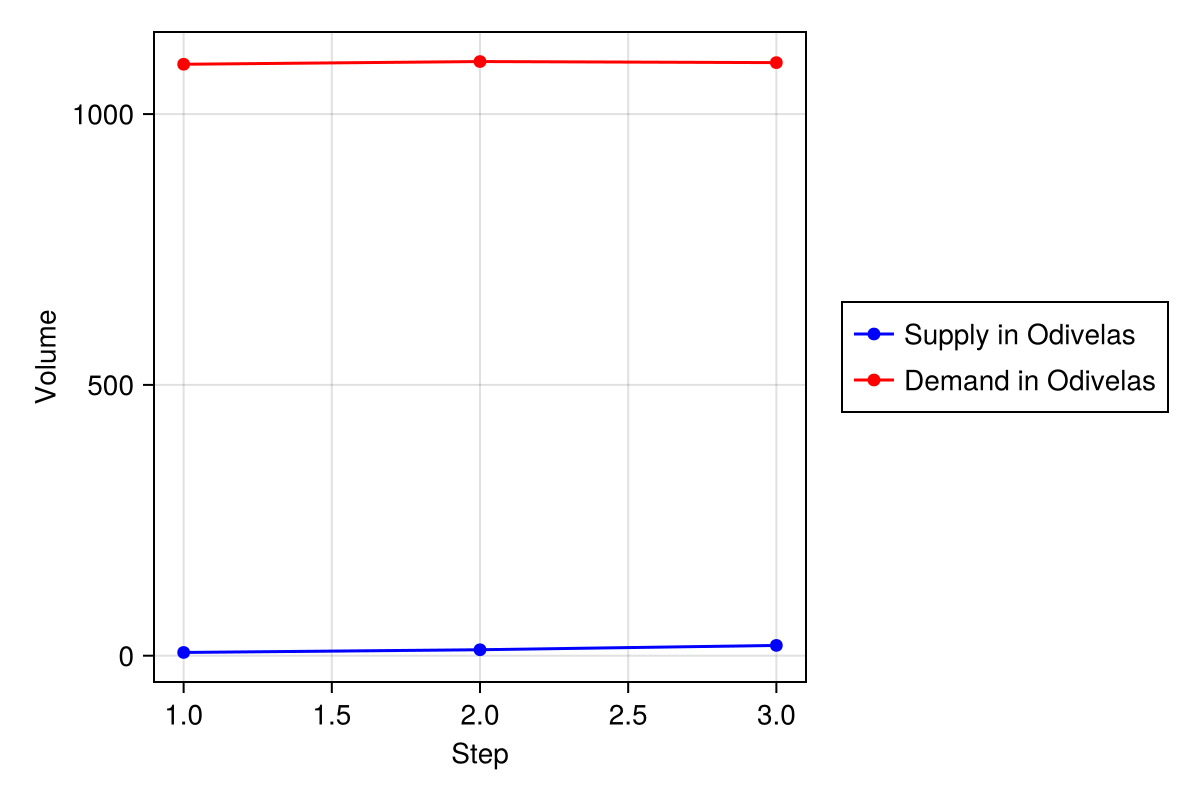 1000
500
0
Volume
1.0 1.5 2.0 2.5 3.0
Step
Supply in Odivelas
Demand in Odivelas